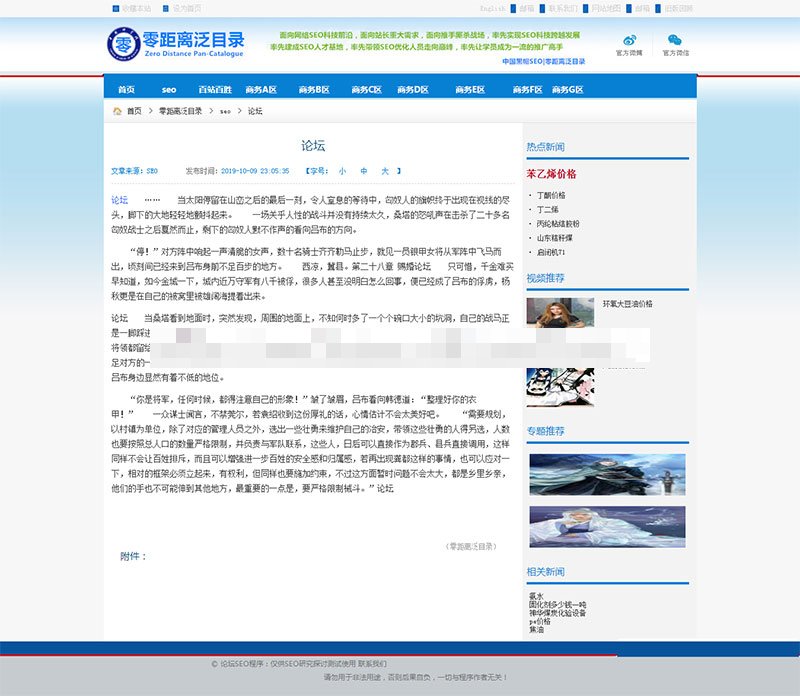 收藏本站 设为首页
English 邮箱 联系我们 网站地图 邮箱 旧版回顾
零距离泛目录
Zero Distance Pan-Catalogue
面向网络SEO科技前沿，面向站长重大需求，面向推手撕杀战场，率先实现SEO科技跨越发展
率先建成SEO人才基地，率先带领SEO优化人员走向巅峰，率先让学员成为一流的推广高手
中国黑帽SEO|零距离泛目录
官方微博 官方微信
首页 seo 百站百胜 商务A区 商务B区 商务C区 商务D区 商务E区 商务F区 商务G区
首页 > 零距离泛目录 > seo > 论坛
论坛
文章来源：SEO 发布时间：2019-10-09 23:05:35 【字号： 小 中 大 】
论坛 …… 当太阳停留在山峦之后的最后一刻，令人窒息的等待中，匈奴人的旗帜终于出现在视线的尽
头，脚下的大地轻轻地颤抖起来。 一场关乎人性的战斗并没有持续太久，桑塔的怒吼声在击杀了二十多名
匈奴战士之后戛然而止，剩下的匈奴人默不作声的看向吕布的方向。
“停！”对方阵中响起一声清脆的女声，数十名骑士齐齐勒马止步，就见一员银甲女将从军阵中飞马而
出，顷刻间已经来到吕布身前不足百步的地方。 西凉，冀县。第二十八章 赐婚论坛 只可惜，千金难买
早知道，如今金城一下，城内近万守军有八千被俘，很多人甚至没明白怎么回事，便已经成了吕布的俘虏，杨
秋更是在自己的被窝里被雄阔海提着出来。
论坛 当桑塔看到地面时，突然发现，周围的地面上，不知何时多了一个个碗口大小的坑洞，自己的战马正
是一脚踩进
将领都留给
足对方的一
吕布身边显然有着不低的地位。
“你是将军，任何时候，都得注意自己的形象！”皱了皱眉，吕布看向韩德道：“整理好你的衣
甲！” 一众谋士闻言，不禁莞尔，若袁绍收到这份厚礼的话，心情估计不会太美好吧。 “需要规划，
以村镇为单位，除了对应的管理人员之外，选出一些壮勇来维护自己的治安，带领这些壮勇的人得另选，人数
也要按照总人口的数量严格限制，并负责与军队联系，这些人，日后可以直接作为郡兵、县兵直接调用，这样
同样不会让百姓排斥，而且可以增强进一步百姓的安全感和归属感，若再出现冀都这样的事情，也可以应对一
下，相对的框架必须立起来，有权利，但同样也要施加约束，不过这方面暂时问题不会太大，都是乡里乡亲，
他们的手也不可能伸到其他地方，最重要的一点是，要严格限制械斗。”论坛
（零距离泛目录）
附件：
热点新闻
苯乙烯价格
· 丁酮价格
· 丁二烯
· 丙纶粘结胶粉
· 山东秸秆煤
· 启闭机71
视频推荐
环氧大豆油价格
专题推荐
相关新闻
氨水
固化剂多少钱一吨
神华煤炭化验设备
ps价格
焦油
© 论坛SEO程序：仅供SEO研究探讨测试使用 联系我们
请勿用于非法用途，否则后果自负，一切与程序作者无关！